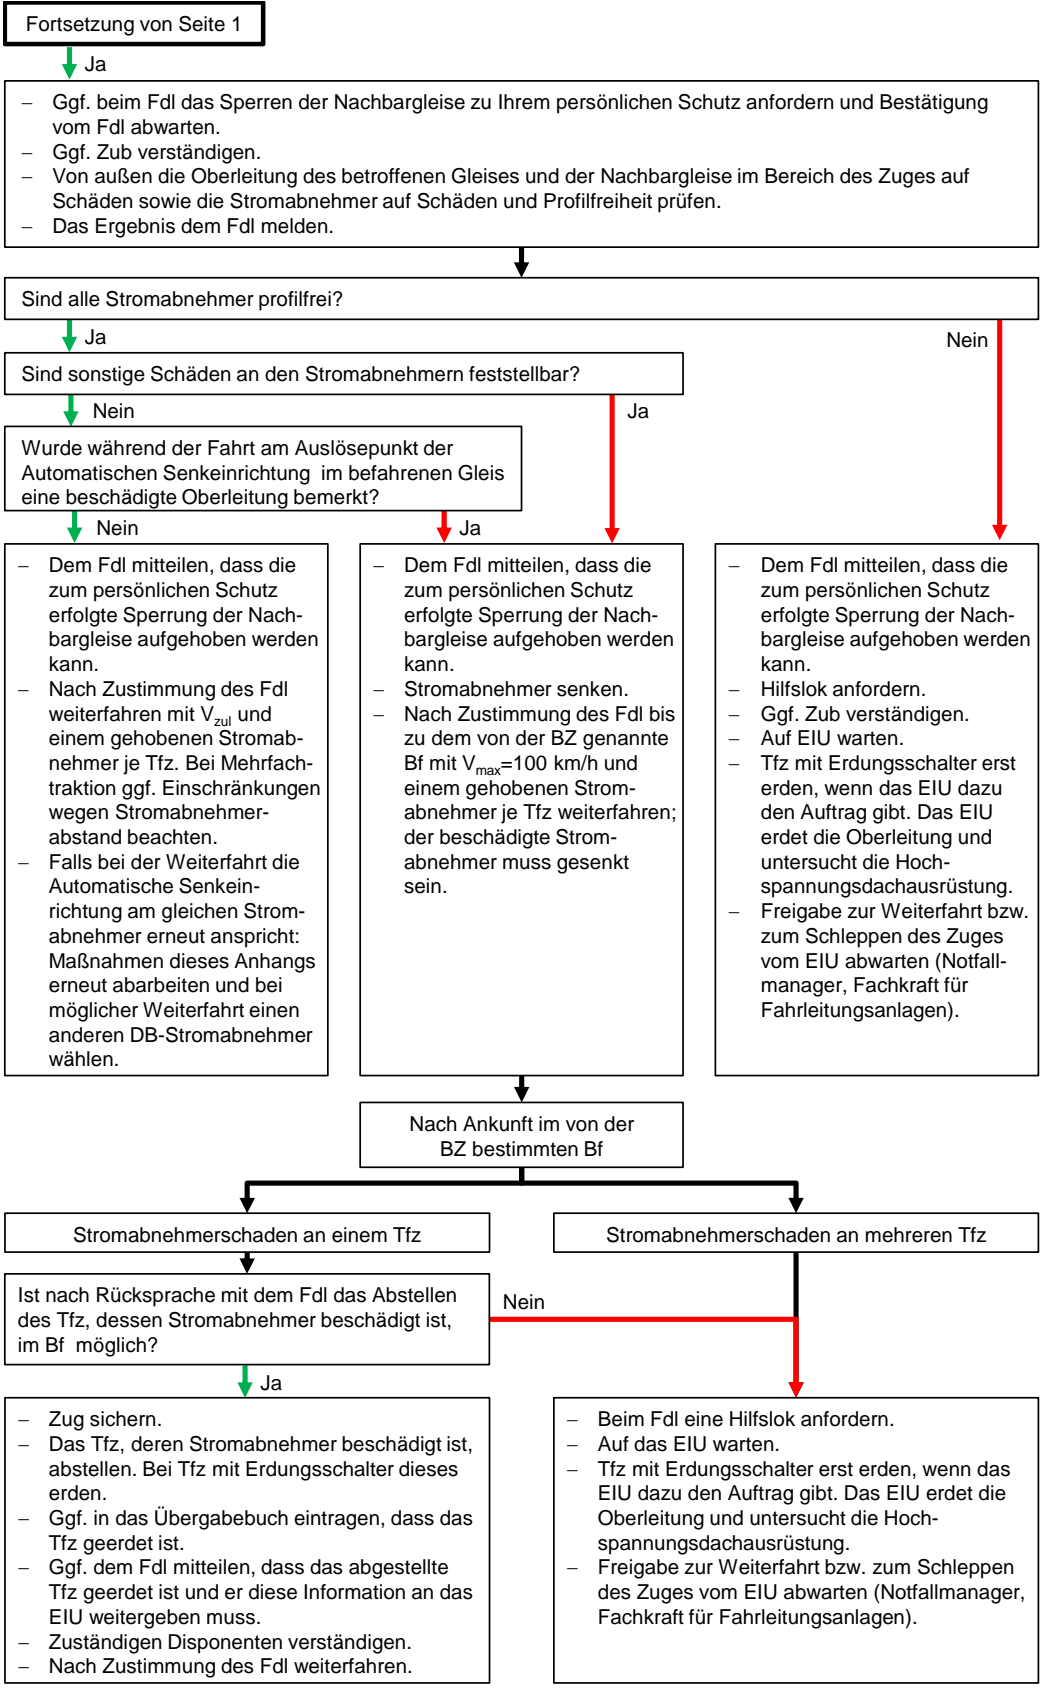 Fortsetzung von Seite 1
Ja
– Ggf. beim Fdl das Sperren der Nachbargleise zu Ihrem persönlichen Schutz anfordern und Bestätigung
vom Fdl abwarten.
– Ggf. Zub verständigen.
– Von außen die Oberleitung des betroffenen Gleises und der Nachbargleise im Bereich des Zuges auf
Schäden sowie die Stromabnehmer auf Schäden und Profilfreiheit prüfen.
– Das Ergebnis dem Fdl melden.
Sind alle Stromabnehmer profilfrei?
Ja
Nein
Sind sonstige Schäden an den Stromabnehmern feststellbar?
Nein
Ja
Wurde während der Fahrt am Auslösepunkt der
Automatischen Senkeinrichtung im befahrenen Gleis
eine beschädigte Oberleitung bemerkt?
Nein
Ja
– Dem Fdl mitteilen, dass die
zum persönlichen Schutz
erfolgte Sperrung der Nach-
bargleise aufgehoben werden
kann.
– Nach Zustimmung des Fdl
weiterfahren mit Vzul und
einem gehobenen Stromab-
nehmer je Tfz. Bei Mehrfach-
traktion ggf. Einschränkungen
wegen Stromabnehmer-
abstand beachten.
– Falls bei der Weiterfahrt die
Automatische Senkein-
richtung am gleichen Strom-
abnehmer erneut anspricht:
Maßnahmen dieses Anhangs
erneut abarbeiten und bei
möglicher Weiterfahrt einen
anderen DB-Stromabnehmer
wählen.
– Dem Fdl mitteilen, dass die
zum persönlichen Schutz
erfolgte Sperrung der Nach-
bargleise aufgehoben werden
kann.
– Stromabnehmer senken.
– Nach Zustimmung des Fdl bis
zu dem von der BZ genannte
Bf mit Vmax=100 km/h und
einem gehobenen Strom-
abnehmer je Tfz weiterfahren;
der beschädigte Strom-
abnehmer muss gesenkt
sein.
– Dem Fdl mitteilen, dass die
zum persönlichen Schutz
erfolgte Sperrung der Nach-
bargleise aufgehoben werden
kann.
– Hilfslok anfordern.
– Ggf. Zub verständigen.
– Auf EIU warten.
– Tfz mit Erdungsschalter erst
erden, wenn das EIU dazu
den Auftrag gibt. Das EIU
erdet die Oberleitung und
untersucht die Hoch-
spannungsdachausrüstung.
– Freigabe zur Weiterfahrt bzw.
zum Schleppen des Zuges
vom EIU abwarten (Notfall-
manager, Fachkraft für
Fahrleitungsanlagen).
Nach Ankunft im von der
BZ bestimmten Bf
Stromabnehmerschaden an einem Tfz
Stromabnehmerschaden an mehreren Tfz
Ist nach Rücksprache mit dem Fdl das Abstellen
des Tfz, dessen Stromabnehmer beschädigt ist,
im Bf möglich?
Nein
Ja
– Zug sichern.
– Das Tfz, deren Stromabnehmer beschädigt ist,
abstellen. Bei Tfz mit Erdungsschalter dieses
erden.
– Ggf. in das Übergabebuch eintragen, dass das
Tfz geerdet ist.
– Ggf. dem Fdl mitteilen, dass das abgestellte
Tfz geerdet ist und er diese Information an das
EIU weitergeben muss.
– Zuständigen Disponenten verständigen.
– Nach Zustimmung des Fdl weiterfahren.
– Beim Fdl eine Hilfslok anfordern.
– Auf das EIU warten.
– Tfz mit Erdungsschalter erst erden, wenn das
EIU dazu den Auftrag gibt. Das EIU erdet die
Oberleitung und untersucht die Hoch-
spannungsdachausrüstung.
– Freigabe zur Weiterfahrt bzw. zum Schleppen
des Zuges vom EIU abwarten (Notfallmanager,
Fachkraft für Fahrleitungsanlagen).